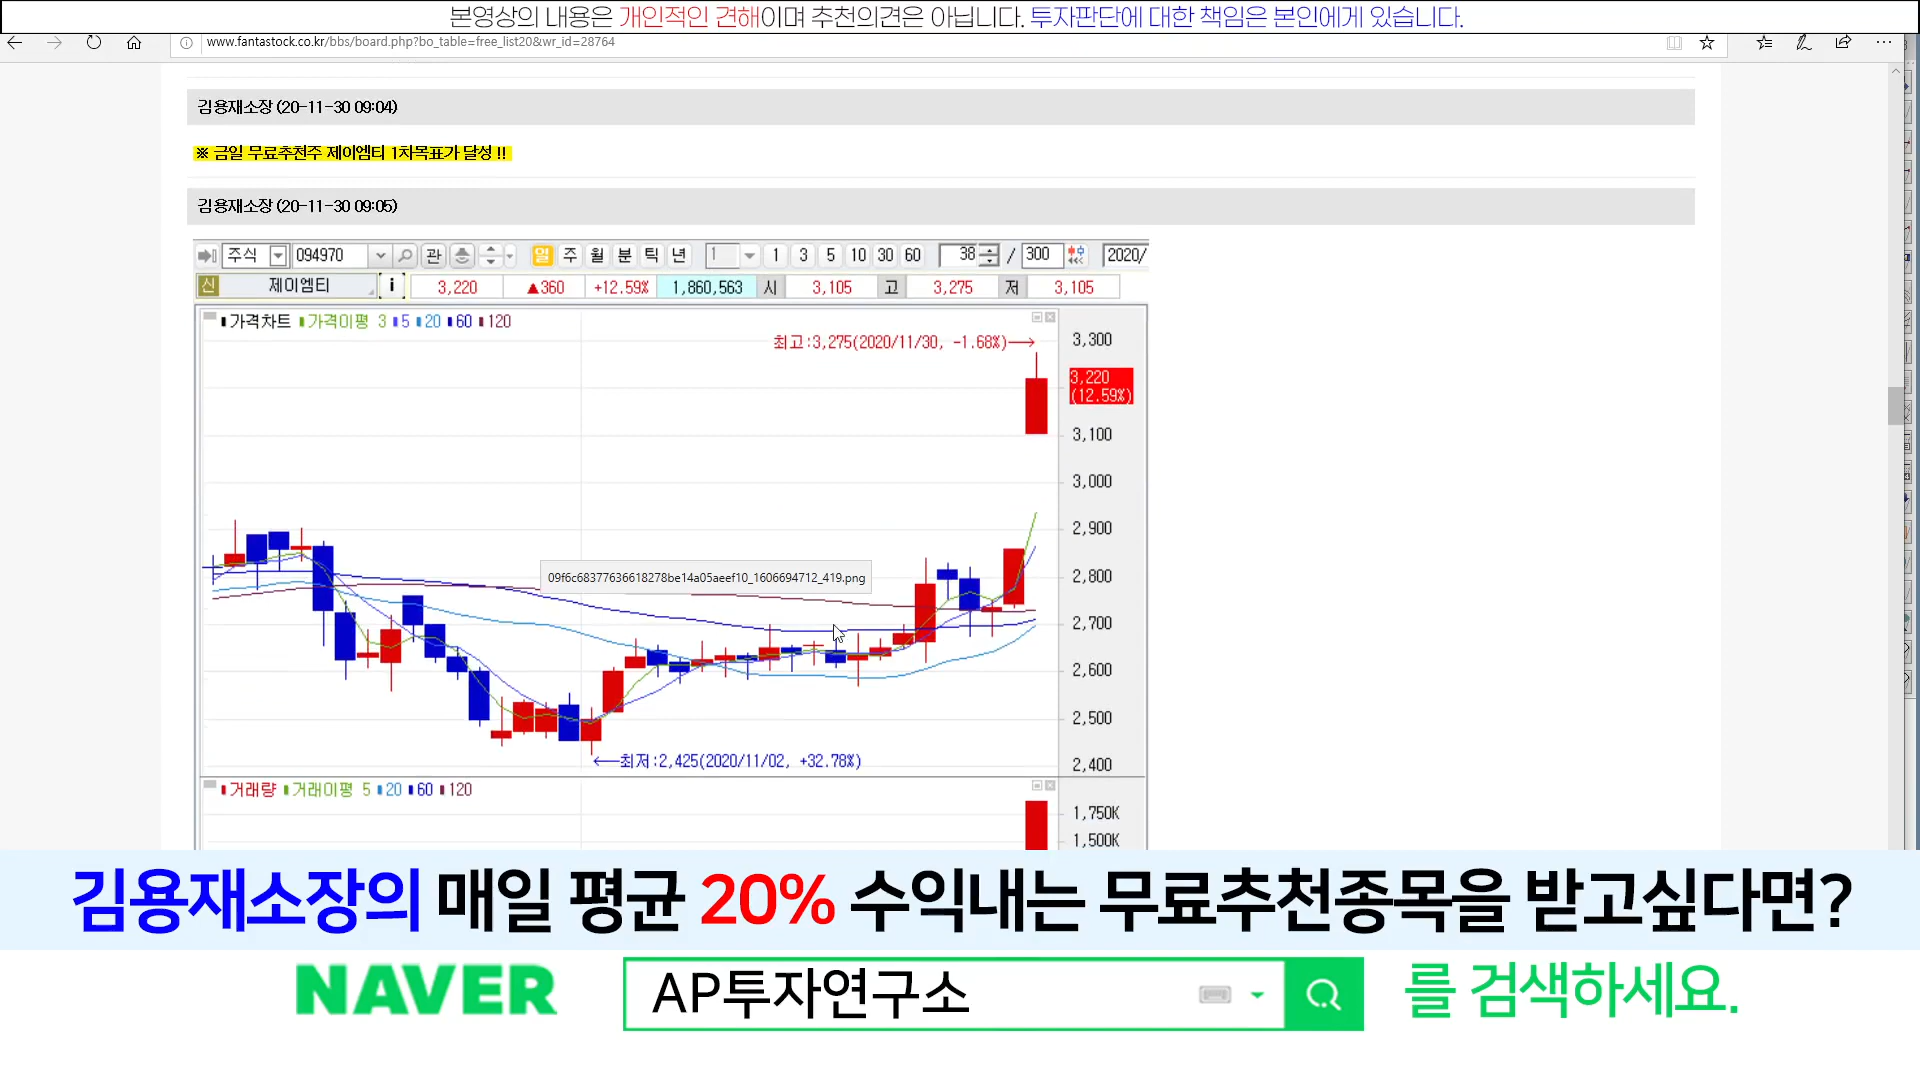 본영상의 내용은 개인적인 견해이며 추천의견은 아닙니다. 투자판단에 대한 책임은 본인에게 있습니다.
www.fantastock.co.kr/bbs/board.php?bo_table=free_list20&wr_id=28764
김용재소장 (20-11-30 09:04)
※ 금일 무료추천주 제이엠티 1차목표가 달성 !!
김용재소장 (20-11-30 09:05)
주식 094970 관 일 주 월 분 틱 년 1 1 3 5 10 30 60 38 / 300 2020/
신 제이엠티 i 3,220 ▲360 +12.59% 1,860,563 시 3,105 고 3,275 저 3,105
가격차트 가격이평 3 5 20 60 120
최고:3,275(2020/11/30, -1.68%)→
3,300
3,220
(12.59%)
3,100
3,000
2,900
2,800
2,700
2,600
2,500
2,400
09f6c68377636618278be14a05aeef10_1606694712_419.png
←최저:2,425(2020/11/02, +32.78%)
거래량 거래이평 5 20 60 120
1,750K
1,500K
김용재소장의 매일 평균 20% 수익내는 무료추천종목을 받고싶다면?
NAVER AP투자연구소 를 검색하세요.